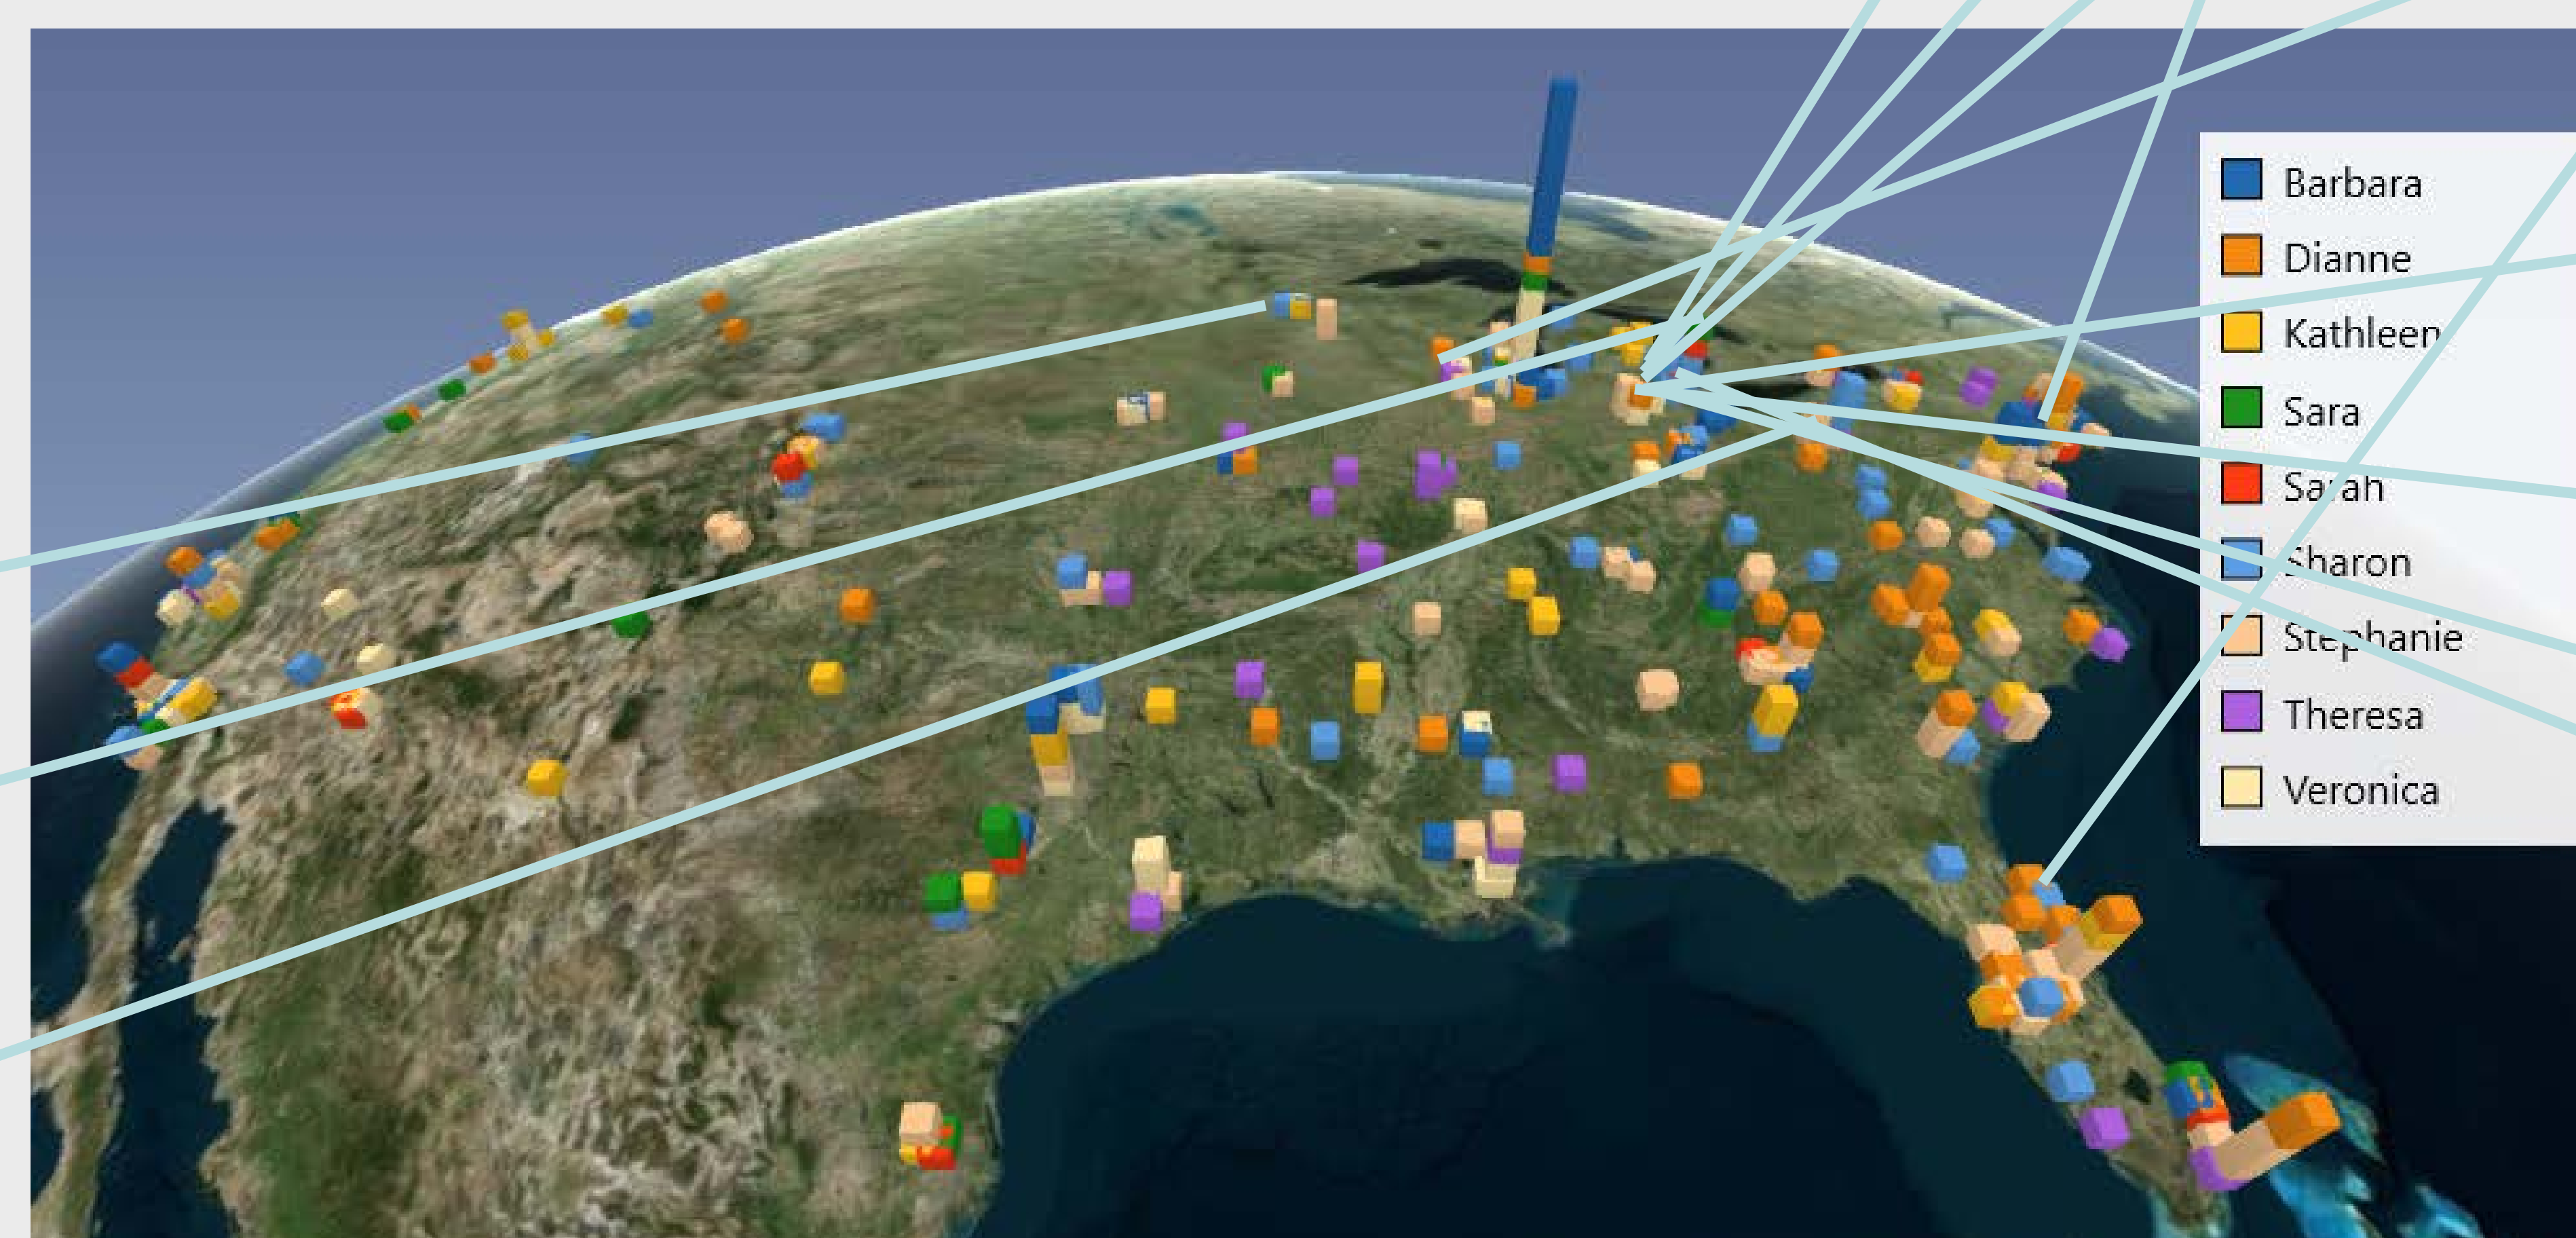 Barbara
Dianne
Kathleen
Sara
Sarah
Sharon
Stephanie
Theresa
Veronica